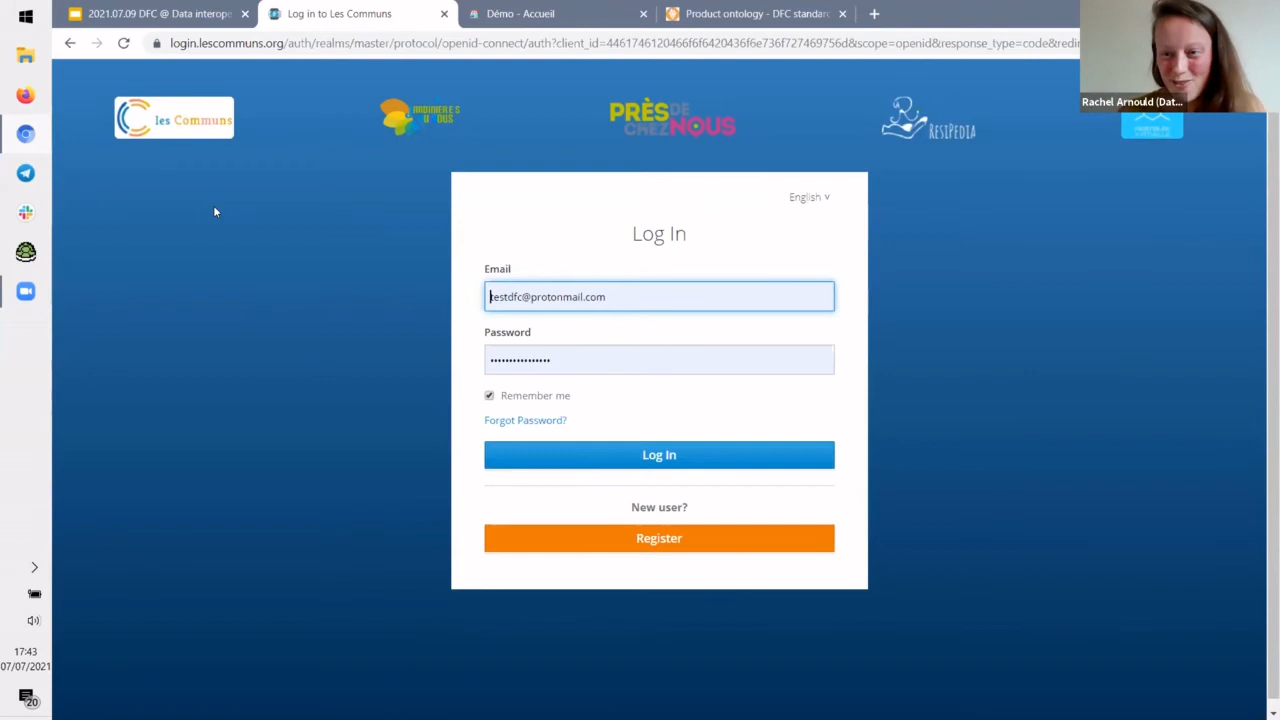 2021.07.09 DFC @ Data interope
Log in to Les Communs
Démo - Accueil
Product ontology - DFC standar
login.lescommuns.org/auth/realms/master/protocol/openid-connect/auth?client_id=4461746120466f6f6420436f6e736f727469756d&scope=openid&response_type=code&redir
Rachel Arnould (Dat...
les Communs
PRÈS DE CHEZ NOUS
RESIPEDIA
English
Log In
Email
testdfc@protonmail.com
Password
Remember me
Forgot Password?
Log In
New user?
Register
17:43
07/07/2021
20